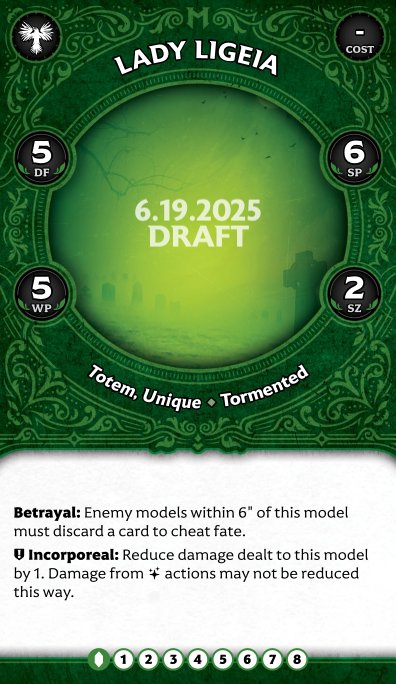 M
LADY LIGEIA
-
COST
5
DF
6
SP
6.19.2025
DRAFT
5
WP
2
SZ
Totem, Unique ◆ Tormented
Betrayal: Enemy models within 6" of this model
must discard a card to cheat fate.
Incorporeal: Reduce damage dealt to this model
by 1. Damage from actions may not be reduced
this way.
1 2 3 4 5 6 7 8